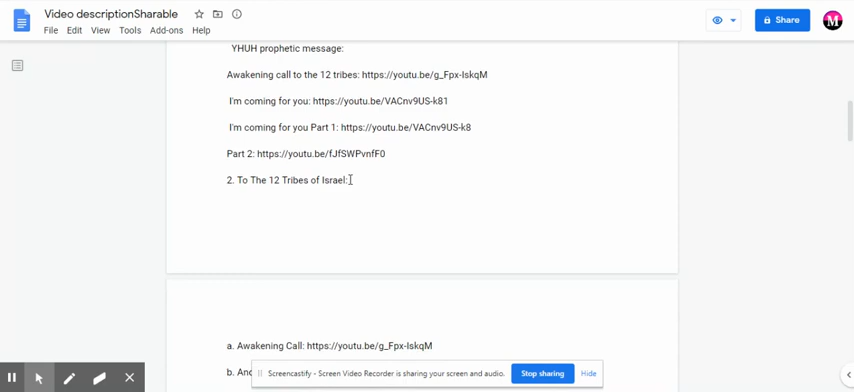 Video descriptionSharable
File Edit View Tools Add-ons Help
Share
M
YHUH prophetic message:
Awakening call to the 12 tribes: https://youtu.be/g_Fpx-IskqM
I'm coming for you: https://youtu.be/VACnv9US-k81
I'm coming for you Part 1: https://youtu.be/VACnv9US-k8
Part 2: https://youtu.be/fJfSWPvnfF0
2. To The 12 Tribes of Israel:
a. Awakening Call: https://youtu.be/g_Fpx-IskqM
b.
Screencastify - Screen Video Recorder is sharing your screen and audio.
Stop sharing
Hide